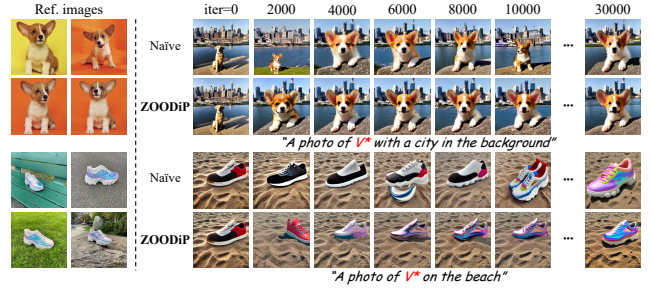 Ref. images iter=0 2000 4000 6000 8000 10000 30000
Naïve ...
ZOODiP ...
"A photo of V* with a city in the background"
Naïve ...
ZOODiP ...
"A photo of V* on the beach"